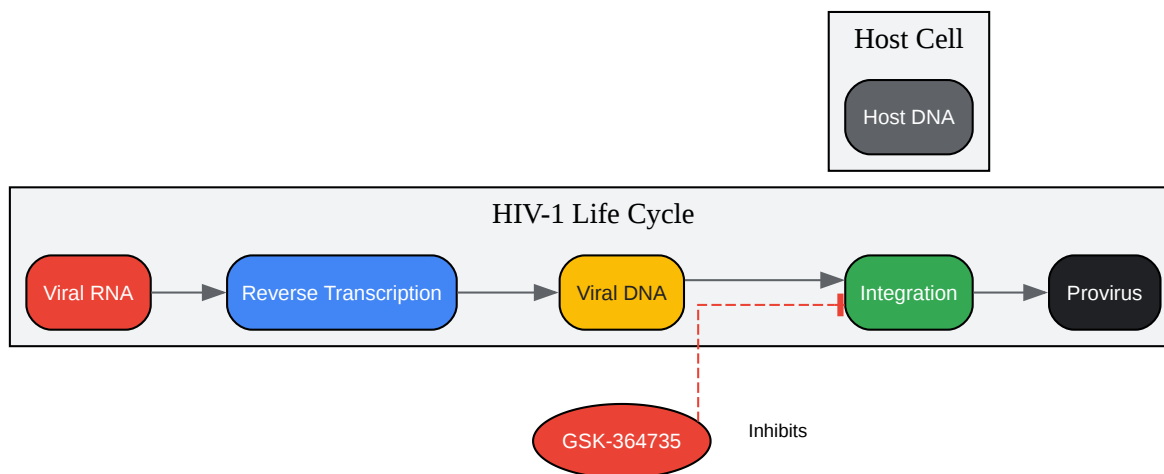 Host Cell
Host DNA
HIV-1 Life Cycle
Viral RNA
Reverse Transcription
Viral DNA
Integration
Provirus
GSK-364735
Inhibits